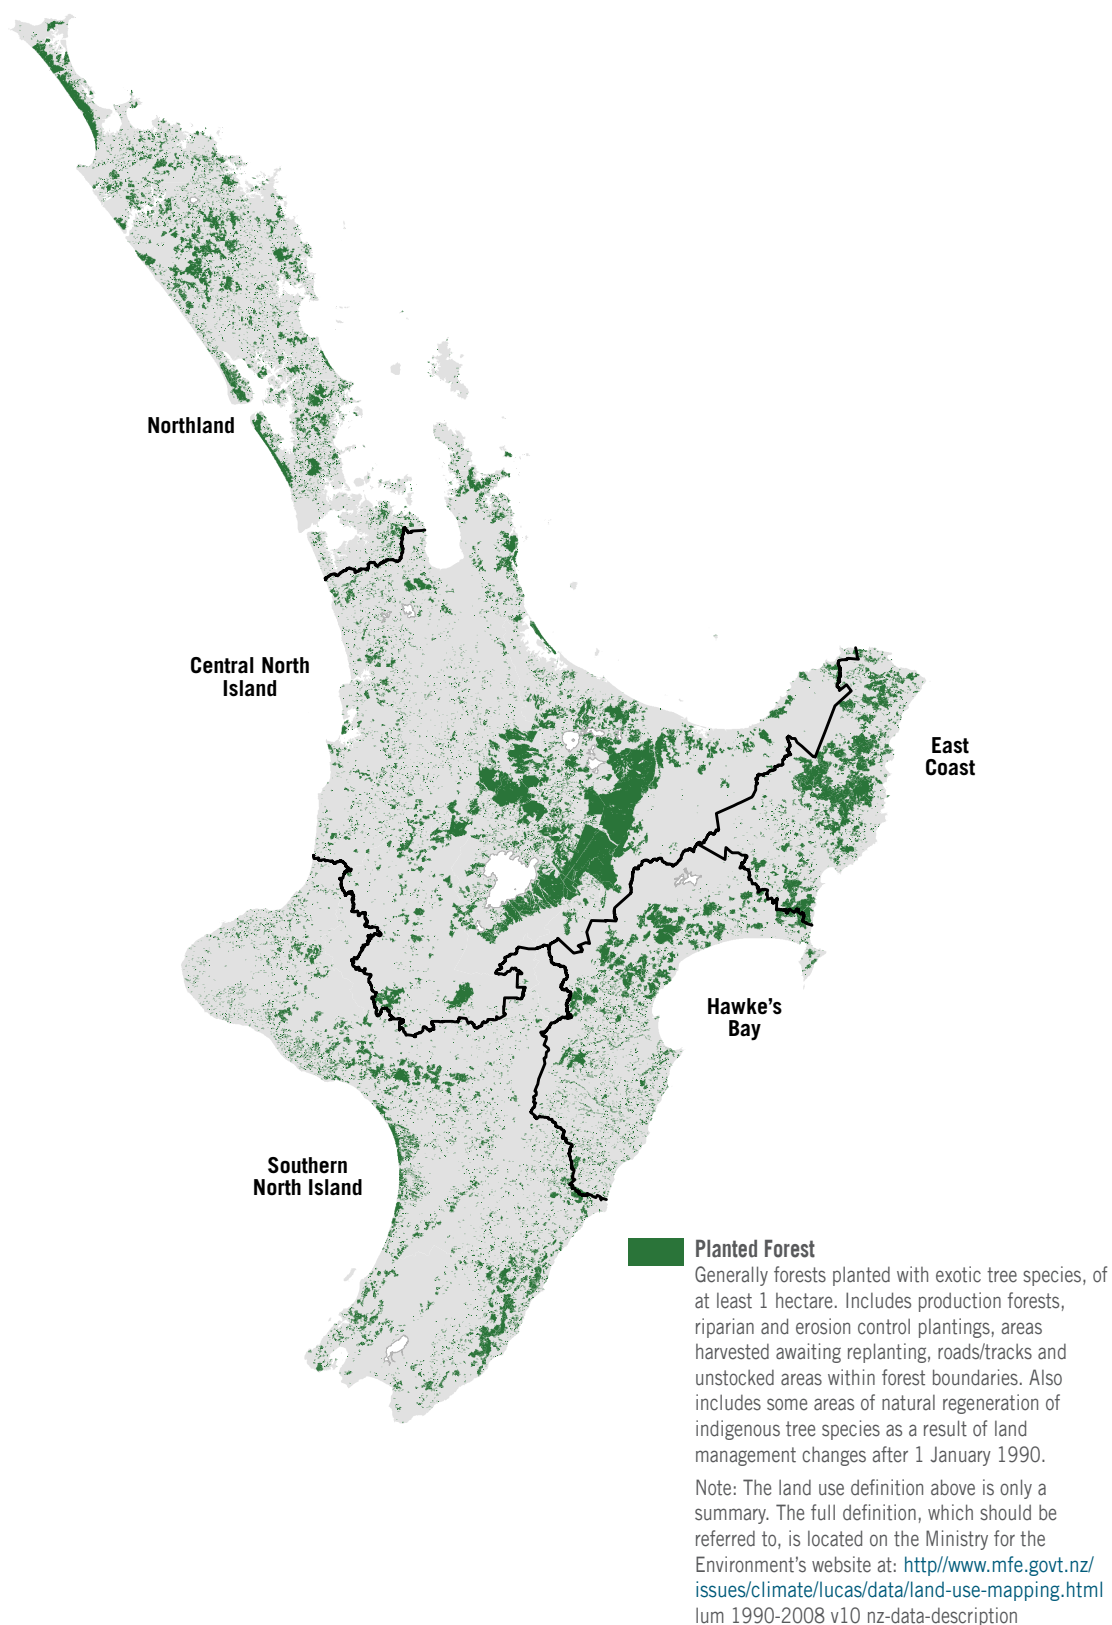 Northland
Central North
Island
East
Coast
Hawke's
Bay
Southern
North Island
Planted Forest
Generally forests planted with exotic tree species, of
at least 1 hectare. Includes production forests,
riparian and erosion control plantings, areas
harvested awaiting replanting, roads/tracks and
unstocked areas within forest boundaries. Also
includes some areas of natural regeneration of
indigenous tree species as a result of land
management changes after 1 January 1990.
Note: The land use definition above is only a
summary. The full definition, which should be
referred to, is located on the Ministry for the
Environment's website at: http//www.mfe.govt.nz/
issues/climate/lucas/data/land-use-mapping.html
lum 1990-2008 v10 nz-data-description